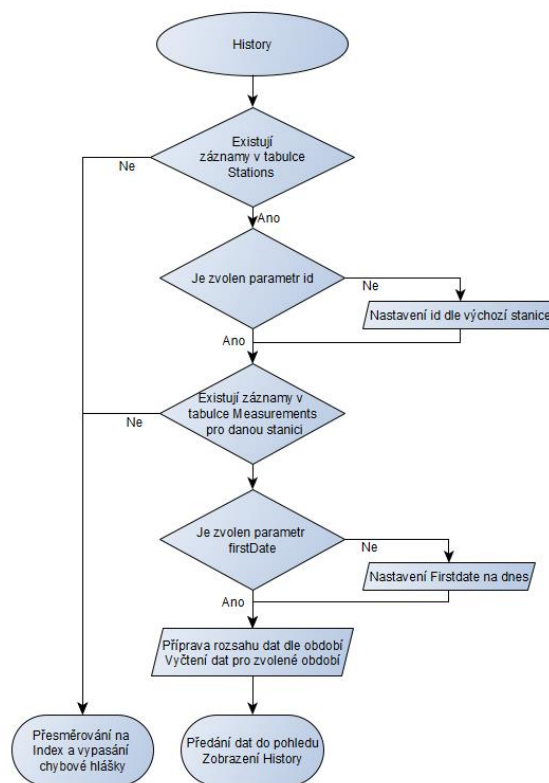 History
Existují
záznamy v tabulce
Stations
Ne
Ano
Je zvolen parametr id
Ne
Nastavení id dle výchozí stanice
Ano
Existují záznamy v
tabulce Measurements
pro danou stanici
Ne
Je zvolen parametr
firstDate
Ne
Nastavení Firstdate na dnes
Ano
Příprava rozsahu dat dle období
Vyčtení dat pro zvolené období
Přesměrování na
Index a vypasání
chybové hlášky
Předání dat do pohledu
Zobrazení History